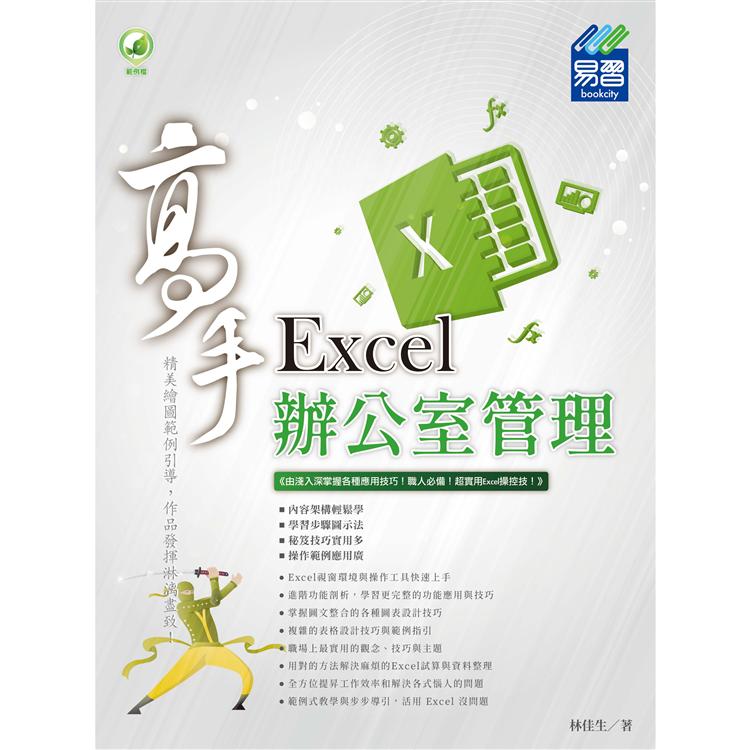 範例檔
易習
bookcity
fx
fx
X
高手
Excel
辦公室管理
精美繪圖範例引導，作品發揮淋漓盡致！
《由淺入深掌握各種應用技巧！職人必備！超實用Excel操控技！》
■內容架構輕鬆學
■學習步驟圖示法
■秘笈技巧實用多
■操作範例應用廣
●Excel視窗環境與操作工具快速上手
●進階功能剖析，學習更完整的功能應用與技巧
●掌握圖文整合的各種圖表設計技巧
●複雜的表格設計技巧與範例指引
●職場上最實用的觀念、技巧與主題
●用對的方法解決麻煩的Excel試算與資料整理
●全方位提昇工作效率和解決各式惱人的問題
●範例式教學與步步導引，活用 Excel 沒問題
林佳生／著